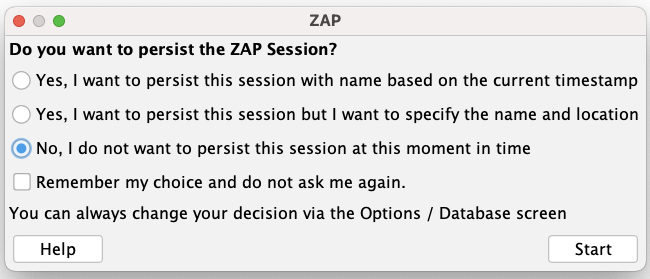 ZAP
Do you want to persist the ZAP Session?
Yes, I want to persist this session with name based on the current timestamp
Yes, I want to persist this session but I want to specify the name and location
No, I do not want to persist this session at this moment in time
Remember my choice and do not ask me again.
You can always change your decision via the Options / Database screen
Help
Start